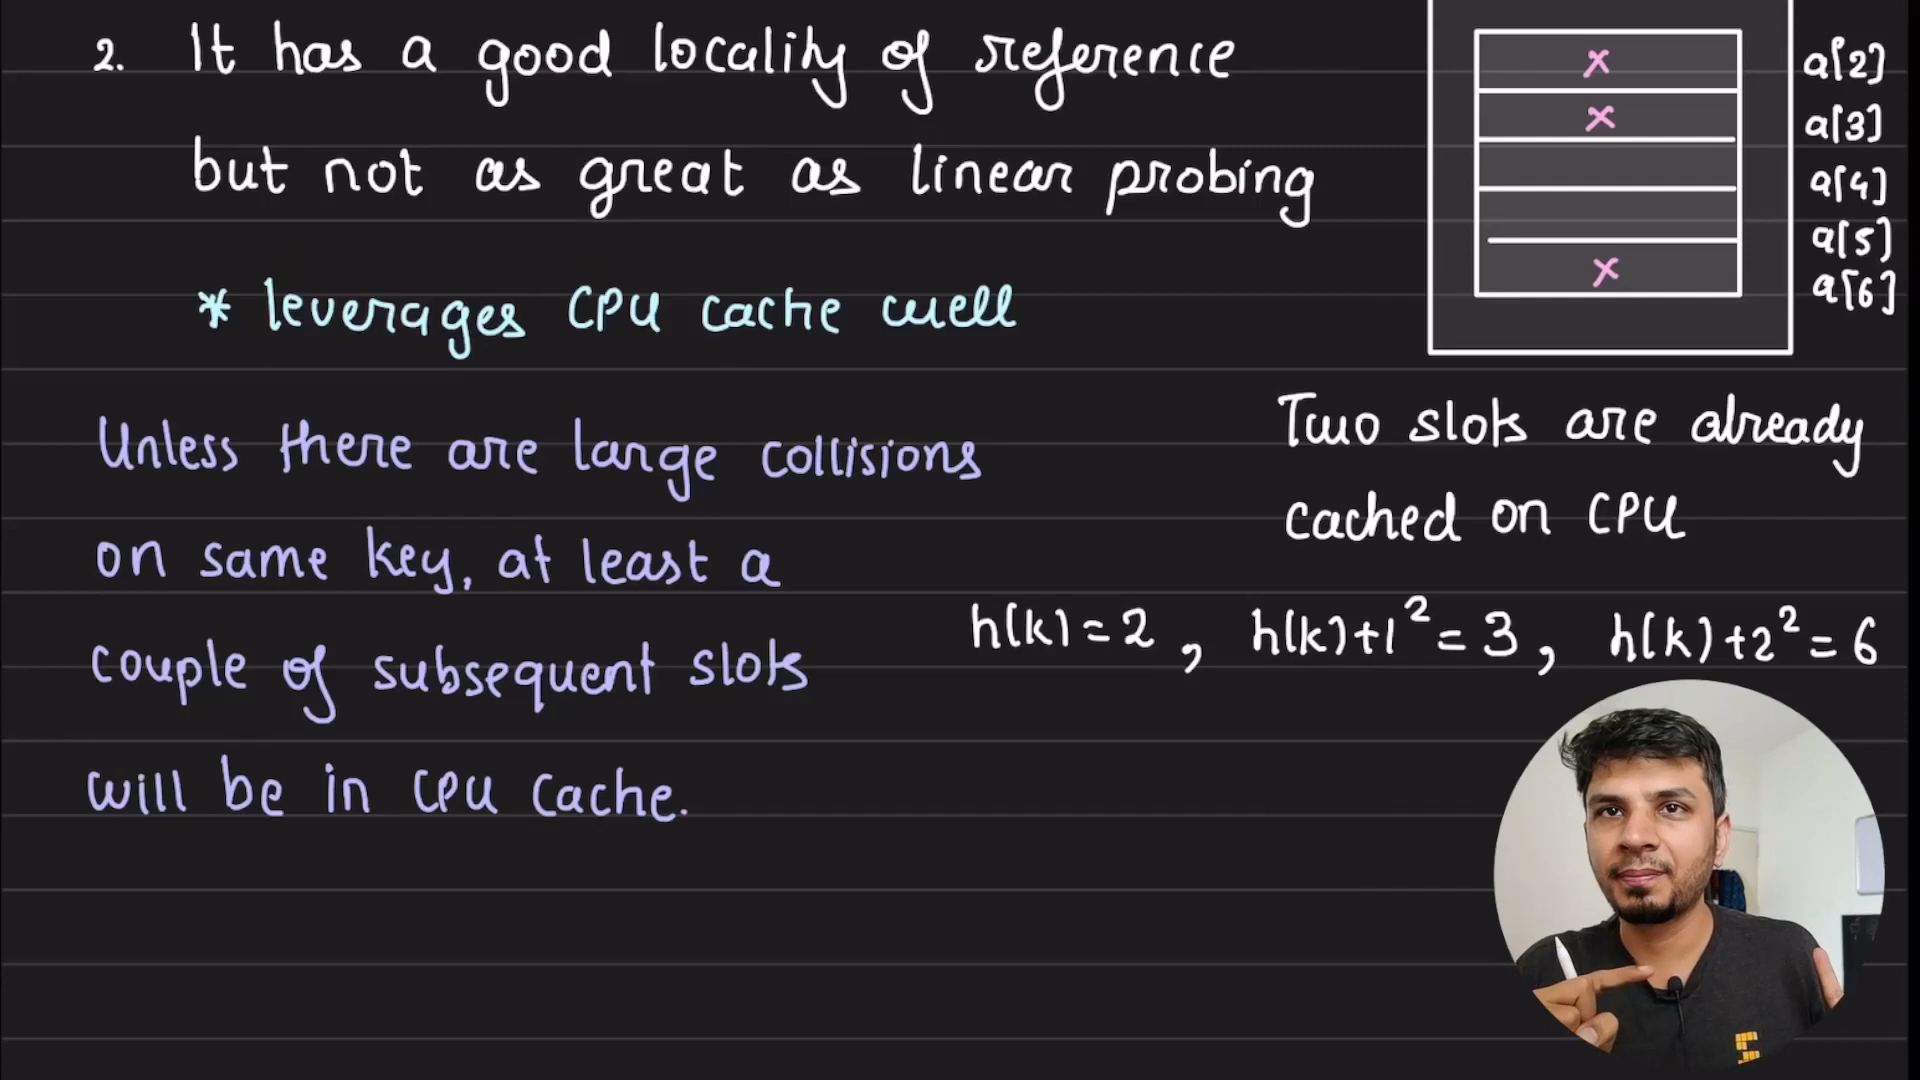 2. It has a good locality of reference
but not as great as linear probing
* leverages CPU cache well
Unless there are large collisions
on same key, at least a
couple of subsequent slots
will be in CPU Cache.
x a[2]
x a[3]
a[4]
a[5]
x a[6]
Two slots are already
cached on CPU
h(k)=2, h(k)+1²=3, h(k)+2²=6